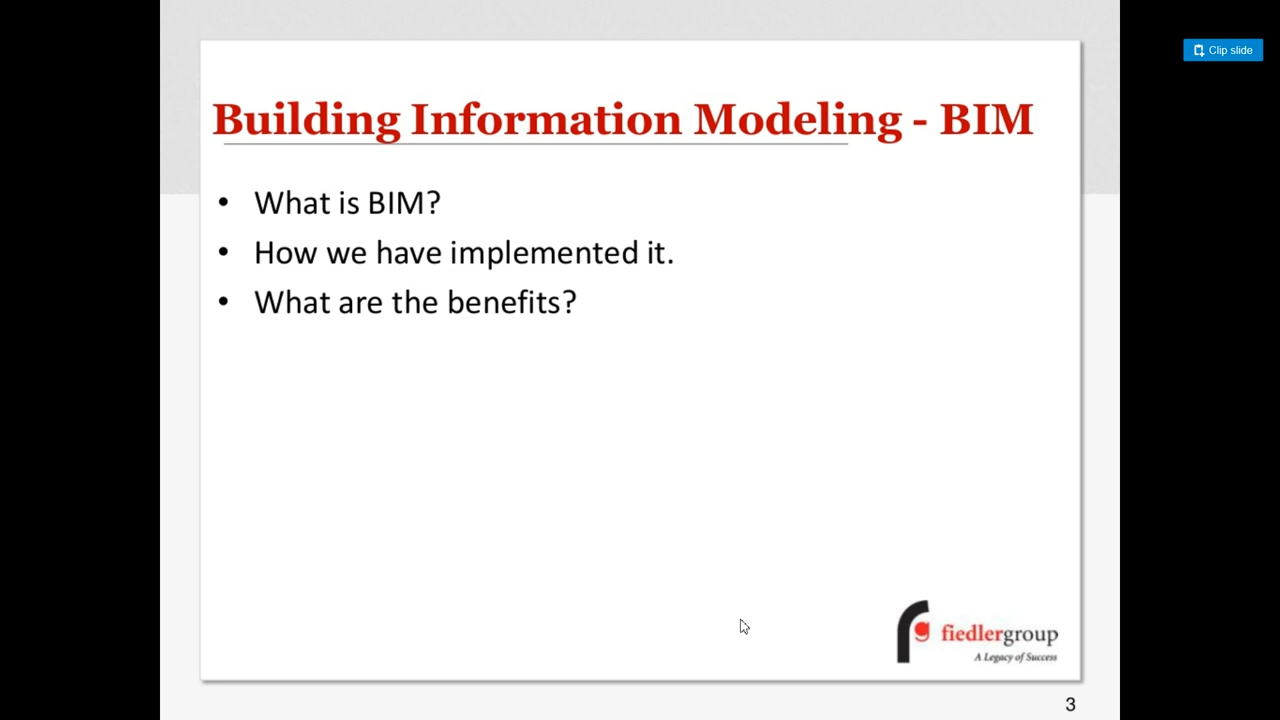 Clip slide
Building Information Modeling - BIM
• What is BIM?
• How we have implemented it.
• What are the benefits?
fg fiedlergroup
A Legacy of Success
3